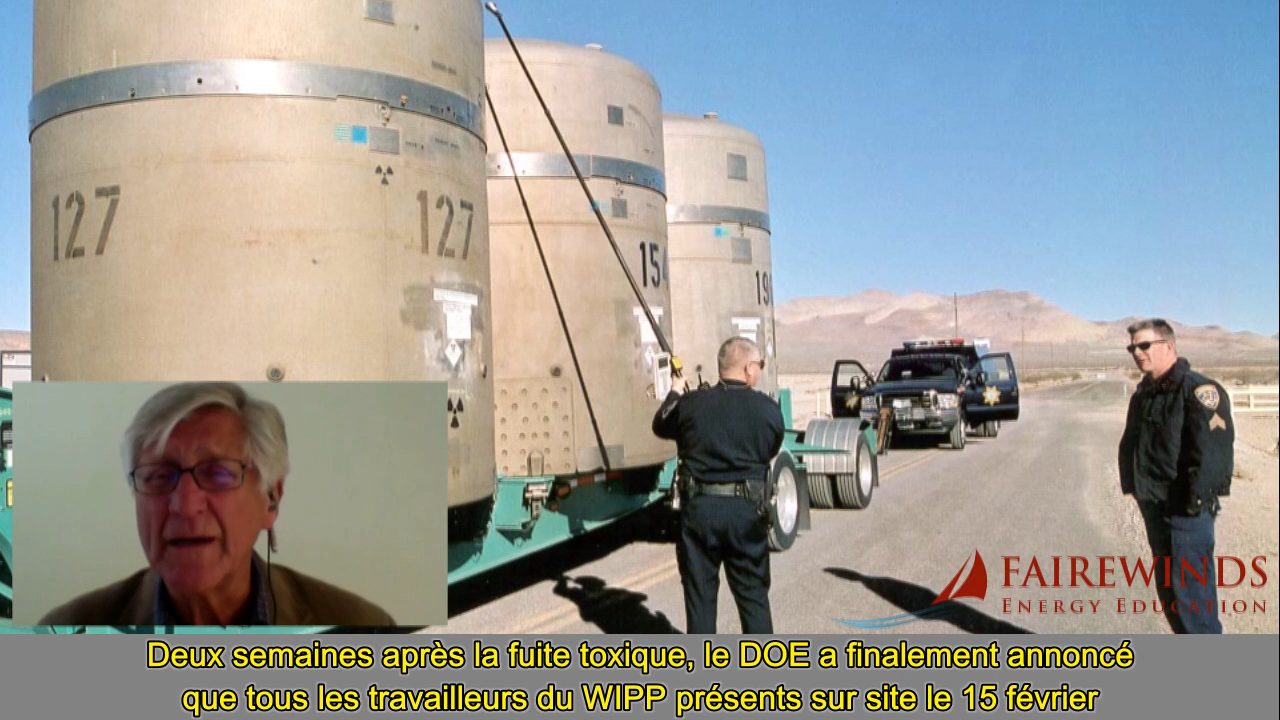 127
127
154
19
FAIREWINDS
ENERGY EDUCATION
Deux semaines après la fuite toxique, le DOE a finalement annoncé
que tous les travailleurs du WIPP présents sur site le 15 février